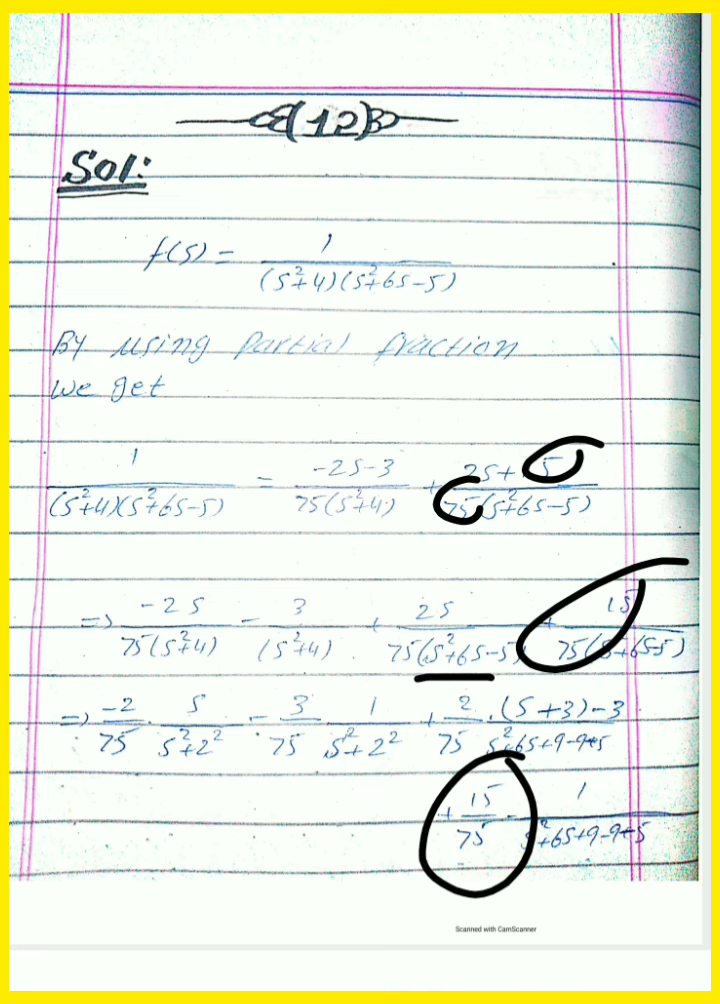 (12)
Sol:
f(s) = 1 / (s²+4)(s²+6s-5)
By using partial fraction
we get
1 / (s²+4)(s²+6s-5) = -2s-3 / 75(s²+4) + 2s+15 / 75(s²+6s-5)
=> -2s / 75(s²+4) - 3 / (s²+4) + 2s / 75(s²+6s-5) + 15 / 75(s²+6s-5)
=> -2/75 . s / s²+2² - 3/75 . 1 / s²+2² + 2/75 . (s+3)-3 / s²+6s+9-9-5
+ 15/75 . 1 / s²+6s+9-9-5
Scanned with CamScanner